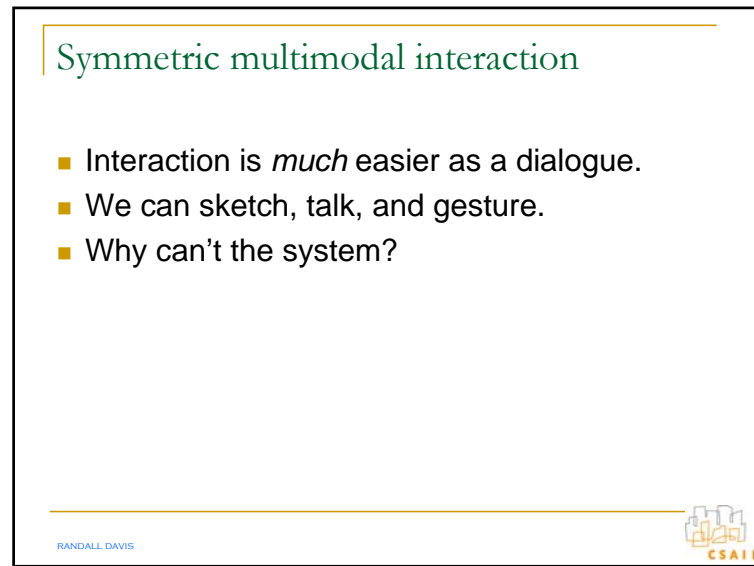 Symmetric multimodal interaction
Interaction is much easier as a dialogue.
We can sketch, talk, and gesture.
Why can't the system?
RANDALL DAVIS
CSAIL